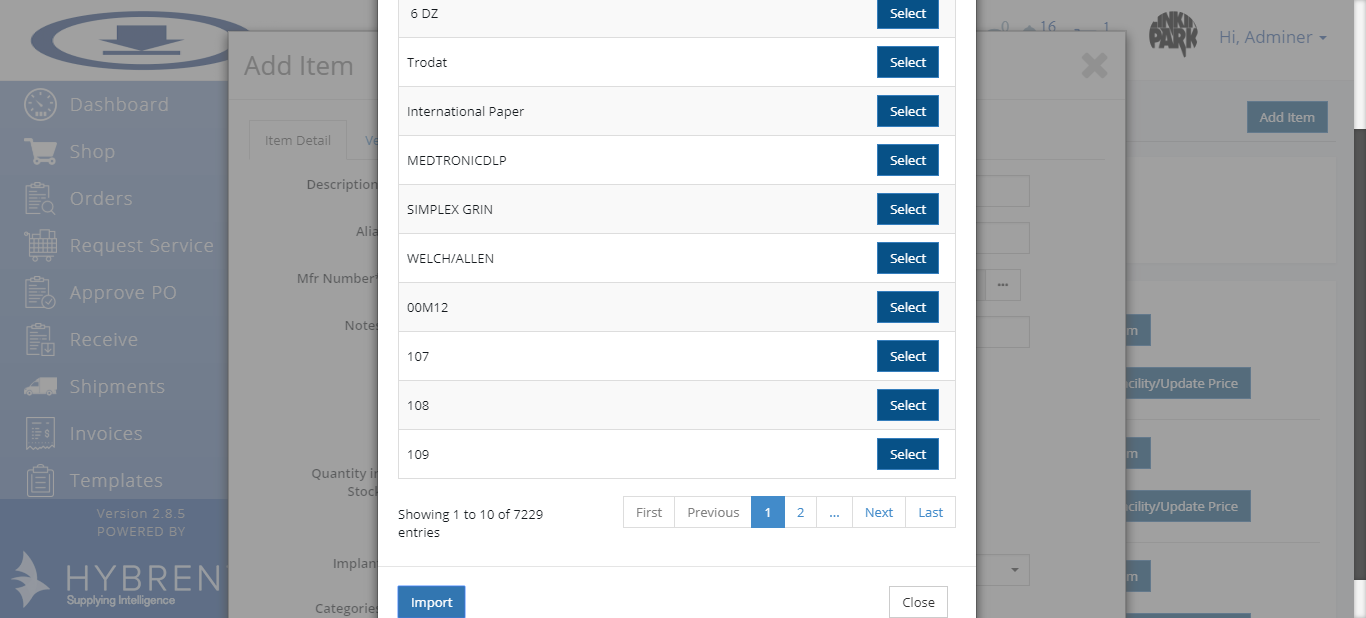 6 DZ
Select
0
16
1
INKII
PARK
Hi, Adminer
Add Item
Trodat
Select
Dashboard
International Paper
Select
Add Item
Item Detail
Shop
MEDTRONICDLP
Select
Description
Orders
SIMPLEX GRIN
Select
Request Service
WELCH/ALLEN
Select
Mfr Number*
...
Approve PO
00M12
Select
Notes
Receive
107
Select
Shipments
108
Select
cility/Update Price
Invoices
109
Select
Quantity in
Stock
Templates
Version 2.8.5
POWERED BY
Showing 1 to 10 of 7229
entries
First
Previous
1
2
...
Next
Last
cility/Update Price
HYBREN
Supplying Intelligence
Implant
Import
Close
Categories